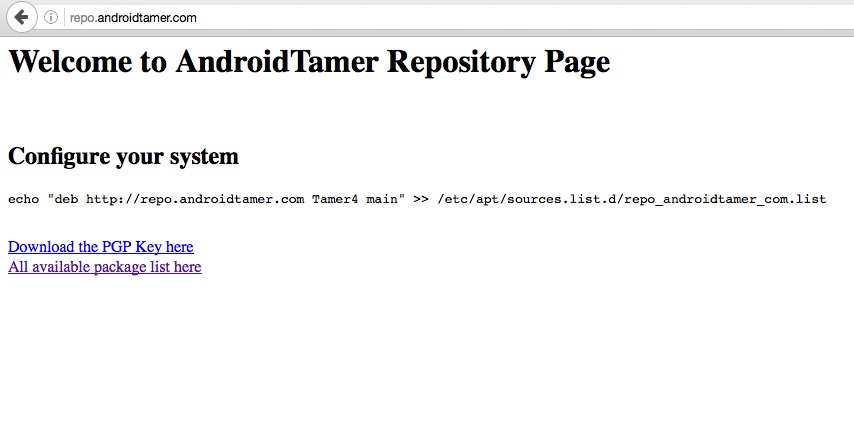 repo.androidtamer.com
Welcome to AndroidTamer Repository Page
Configure your system
echo "deb http://repo.androidtamer.com Tamer4 main" >> /etc/apt/sources.list.d/repo_androidtamer_com.list
Download the PGP Key here
All available package list here